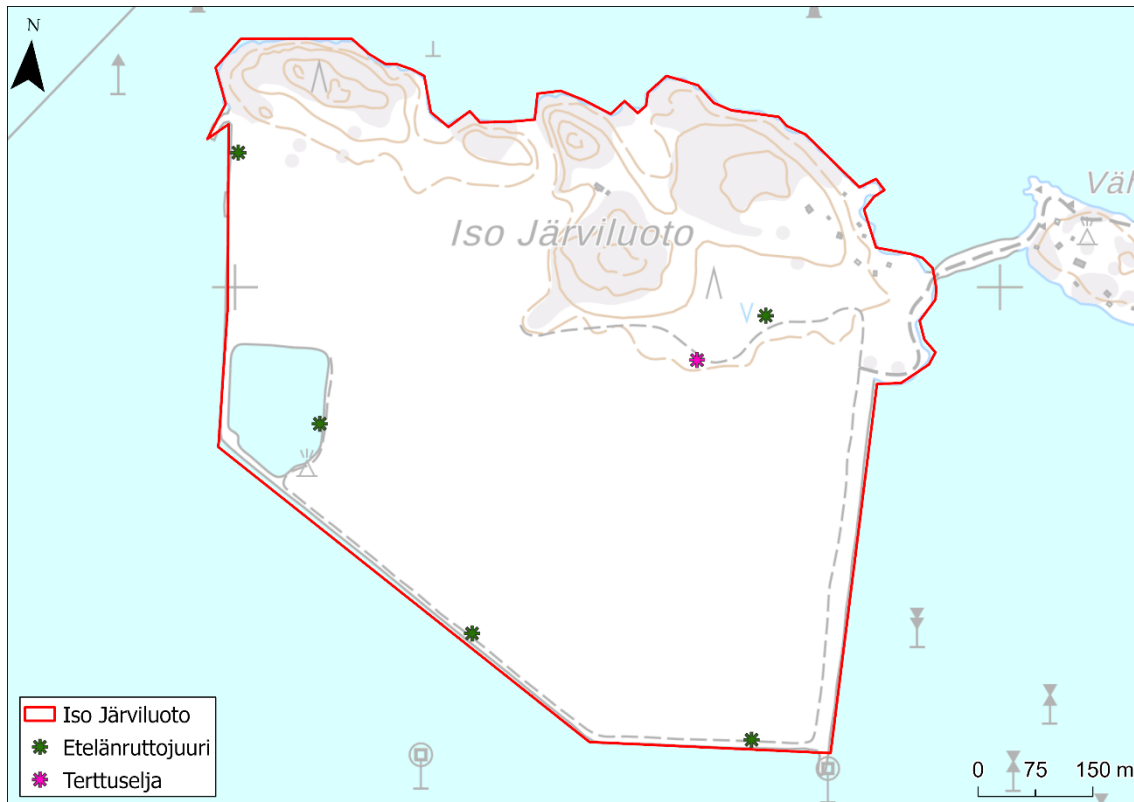 N
Väh
Iso Järviluoto
V
Iso Järviluoto
Etelänruttojuuri
Terttuselja
0 75 150 m